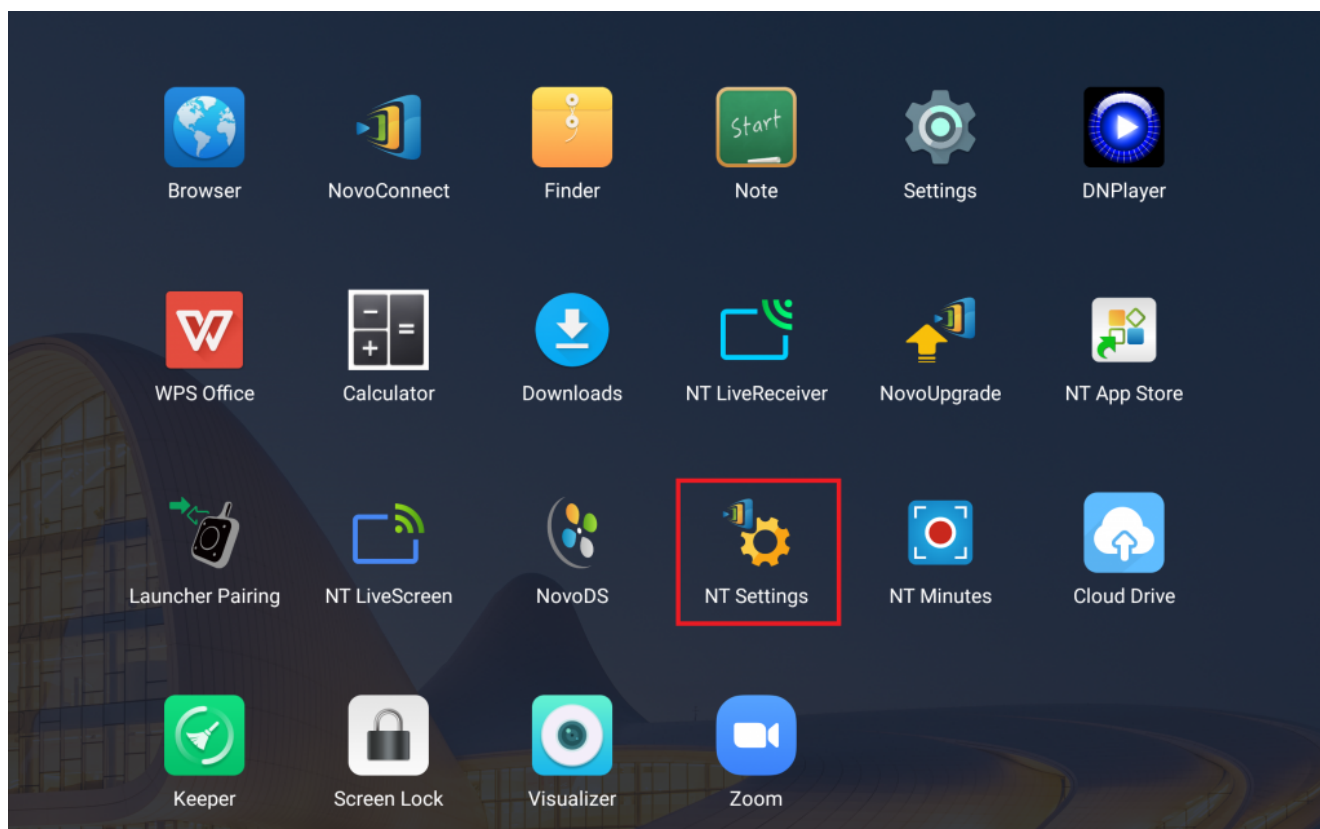 Start
Browser
NovoConnect
Finder
Note
Settings
DNPlayer
WPS Office
Calculator
Downloads
NT LiveReceiver
NovoUpgrade
NT App Store
Launcher Pairing
NT LiveScreen
NovoDS
NT Settings
NT Minutes
Cloud Drive
Keeper
Screen Lock
Visualizer
Zoom